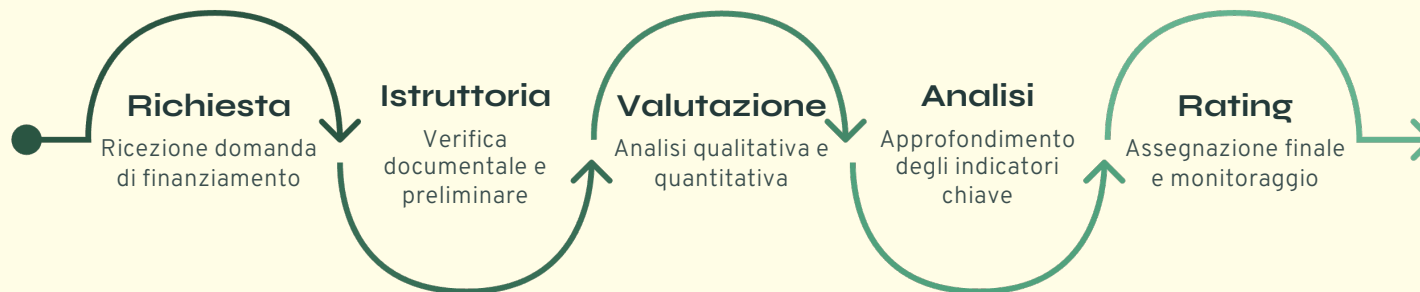 Richiesta
Ricezione domanda
di finanziamento
Istruttoria
Verifica
documentale e
preliminare
Valutazione
Analisi qualitativa e
quantitativa
Analisi
Approfondimento
degli indicatori
chiave
Rating
Assegnazione finale
e monitoraggio